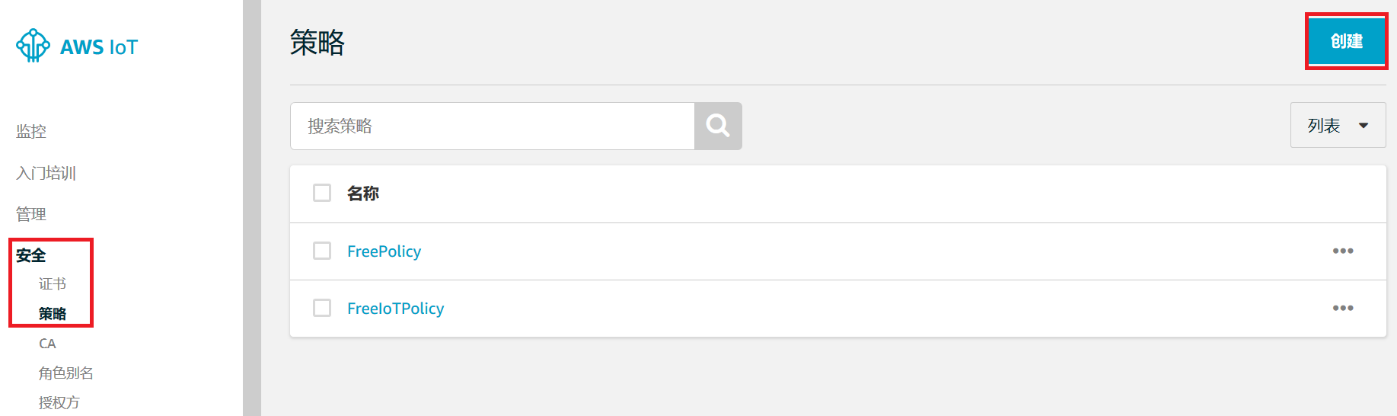 AWS IoT
监控
入门培训
管理
安全
证书
策略
CA
角色别名
授权方
策略
创建
搜索策略
列表
名称
FreePolicy
FreeIoTPolicy